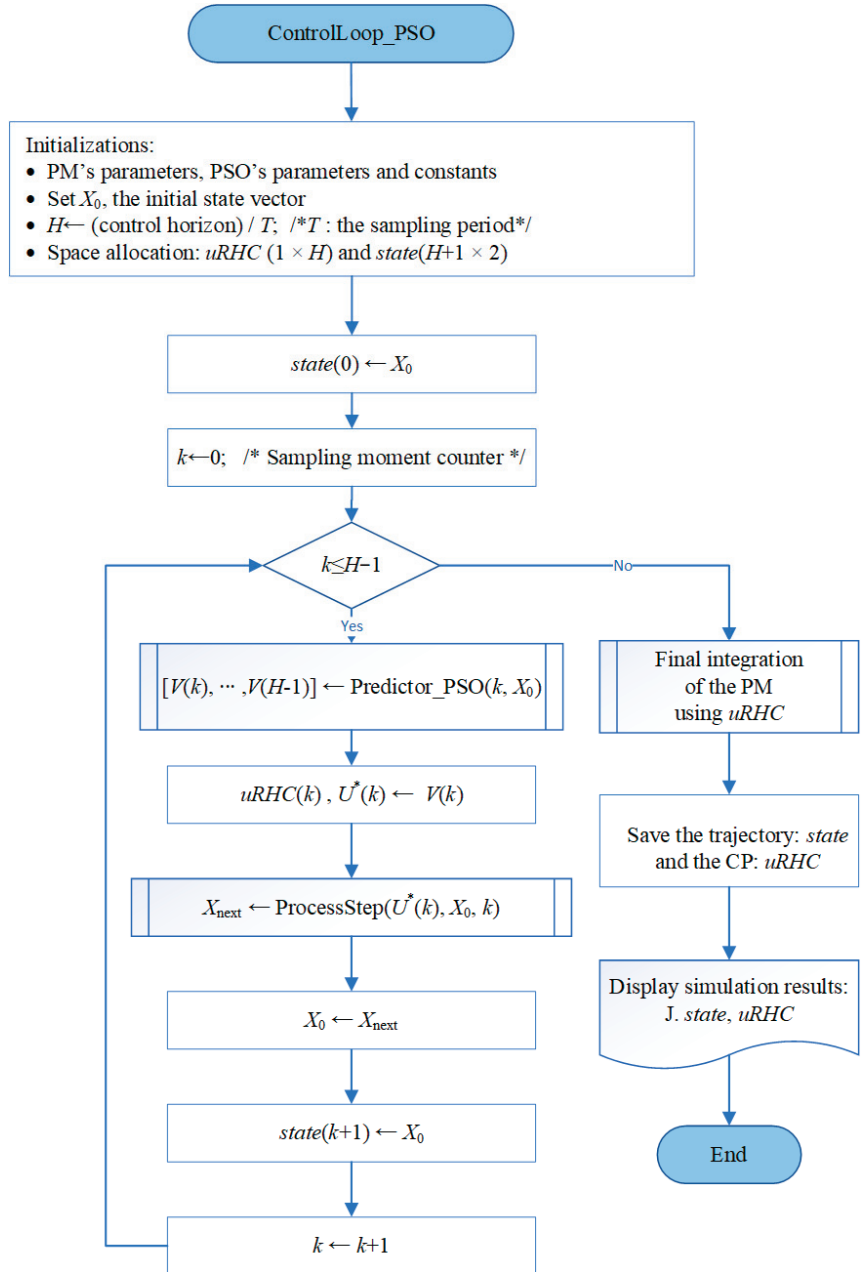 ControlLoop_PSO
Initializations:
• PM's parameters, PSO's parameters and constants
• Set X₀, the initial state vector
• H← (control horizon) / T; /*T : the sampling period*/
• Space allocation: uRHC (1 × H) and state(H+1 × 2)
state(0) ← X₀
k←0; /* Sampling moment counter */
k≤H−1
No
Yes
[V(k), ··· ,V(H-1)] ← Predictor_PSO(k, X₀)
uRHC(k) , U*(k) ← V(k)
X_next ← ProcessStep(U*(k), X₀, k)
X₀ ← X_next
state(k+1) ← X₀
k ← k+1
Final integration
of the PM
using uRHC
Save the trajectory: state
and the CP: uRHC
Display simulation results:
J. state, uRHC
End